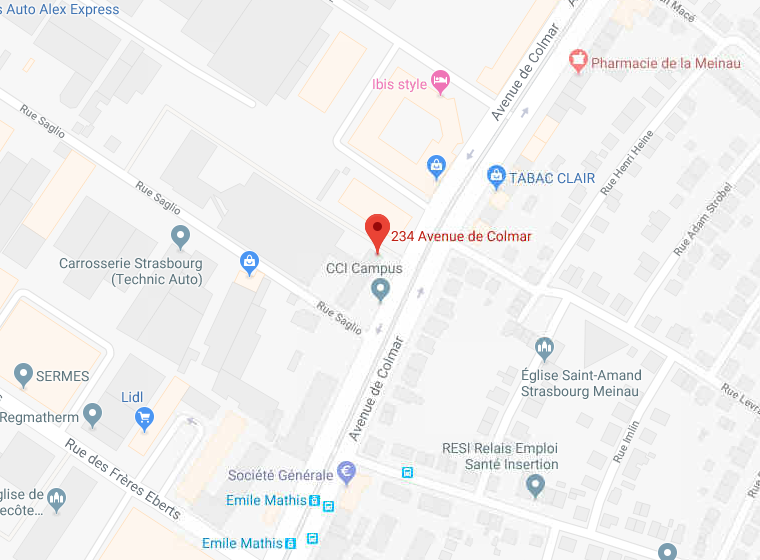 s Auto Alex Express
Macé
Avenue de Colmar
Pharmacie de la Meinau
Ibis style
Rue Saglio
Rue Henri Heine
TABAC CLAIR
Rue Saglio
Rue Adam Strobel
234 Avenue de Colmar
Carrosserie Strasbourg
(Technic Auto)
CCI Campus
Rue Saglio
Avenue de Colmar
Église Saint-Amand
Strasbourg Meinau
SERMES
Rue Levra
Lidl
Regmatherm
Rue Imlin
Rue des Frères Eberts
RESI Relais Emploi
Santé Insertion
Société Générale
€
glise de
ecôte...
Emile Mathis
Emile Mathis